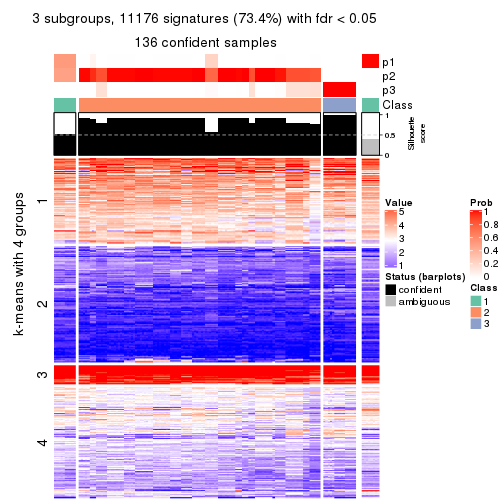 3 subgroups, 11176 signatures (73.4%) with fdr < 0.05
136 confident samples
p1
p2
p3
Class
1
0.5
0
Silhouette
score
k-means with 4 groups
1
2
3
4
Value
5
4
3
2
1
Status (barplots)
confident
ambiguous
Prob
1
0.8
0.6
0.4
0.2
0
Class
1
2
3